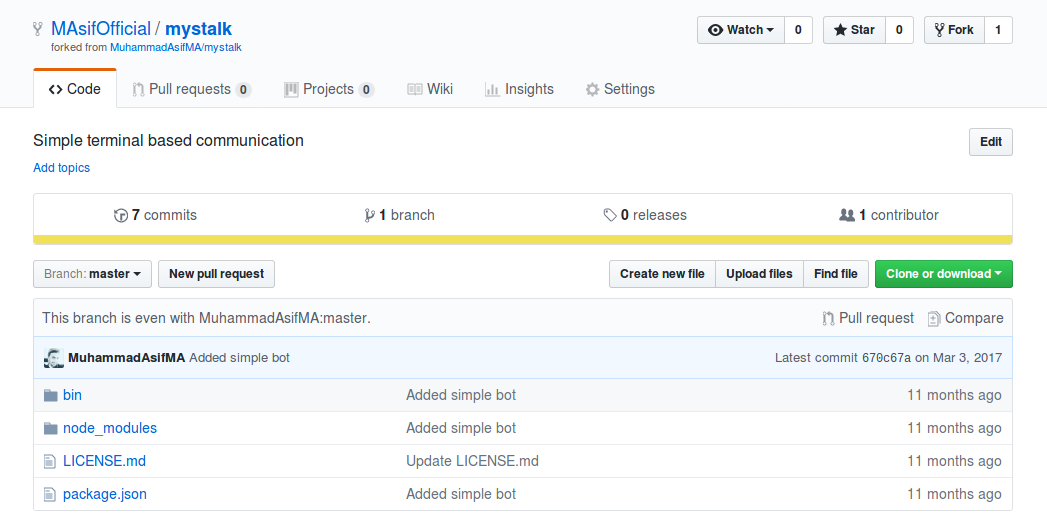 MAsifOfficial / mystalk
Watch 0 Star 0 Fork 1
forked from MuhammadAsifMA/mystalk
Code Pull requests 0 Projects 0 Wiki Insights Settings
Simple terminal based communication
Edit
Add topics
7 commits 1 branch 0 releases 1 contributor
Branch: master New pull request Create new file Upload files Find file Clone or download
This branch is even with MuhammadAsifMA:master. Pull request Compare
MuhammadAsifMA Added simple bot Latest commit 670c67a on Mar 3, 2017
bin Added simple bot 11 months ago
node_modules Added simple bot 11 months ago
LICENSE.md Update LICENSE.md 11 months ago
package.json Added simple bot 11 months ago